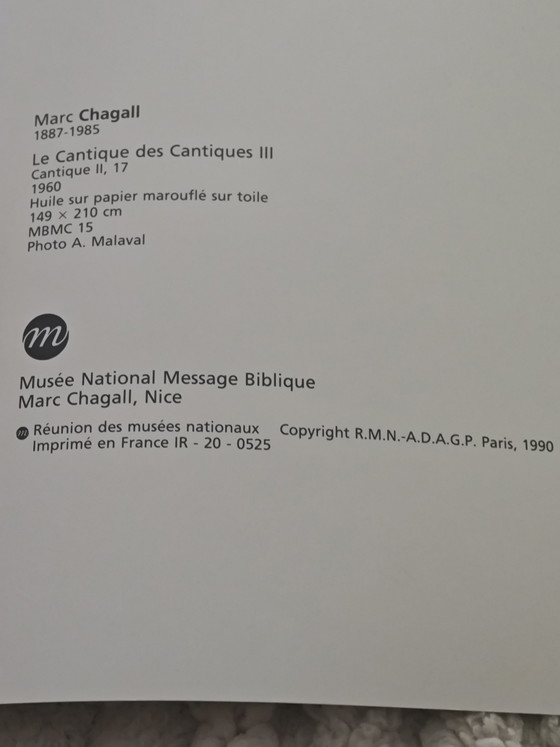 Marc Chagall
1887-1985
Le Cantique des Cantiques III
Cantique II, 17
1960
Huile sur papier marouflé sur toile
149 × 210 cm
MBMC 15
Photo A. Malaval
m
Musée National Message Biblique
Marc Chagall, Nice
m Réunion des musées nationaux Copyright R.M.N.-A.D.A.G.P. Paris, 1990
Imprimé en France IR - 20 - 0525